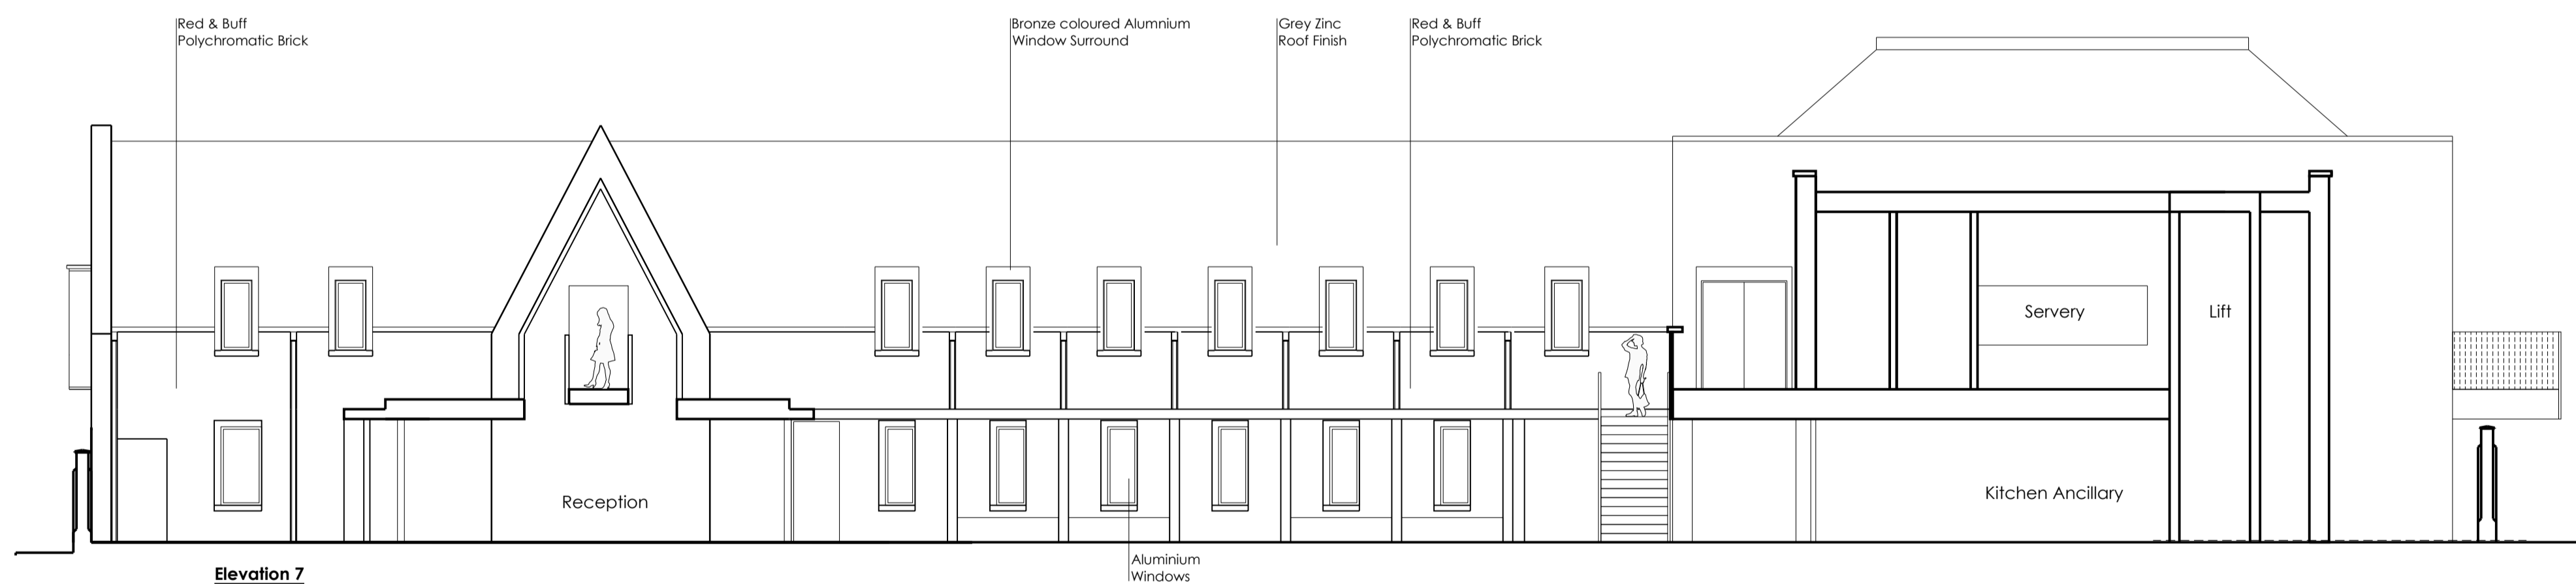 Red & Buff
Polychromatic Brick
Bronze coloured Alumnium
Window Surround
Grey Zinc
Roof Finish
Red & Buff
Polychromatic Brick
Servery
Lift
Reception
Kitchen Ancillary
Aluminium
Windows
Elevation 7